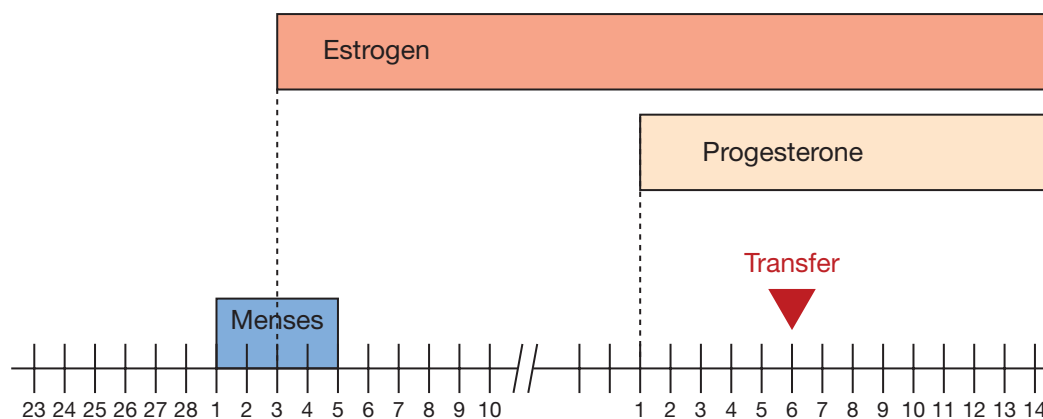 Estrogen
Progesterone
Transfer
Menses
23 24 25 26 27 28 1 2 3 4 5 6 7 8 9 10 1 2 3 4 5 6 7 8 9 10 11 12 13 14